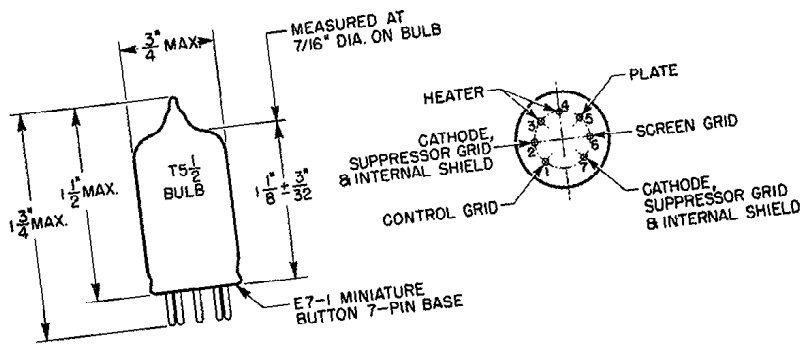 3/4" MAX.
MEASURED AT
7/16" DIA. ON BULB
T5 1/2
BULB
1 3/4" MAX.
1 1/2" MAX.
1 1/8" ± 3/32"
E7-1 MINIATURE
BUTTON 7-PIN BASE
HEATER
PLATE
SCREEN GRID
CATHODE,
SUPPRESSOR GRID
& INTERNAL SHIELD
CONTROL GRID
CATHODE,
SUPPRESSOR GRID
& INTERNAL SHIELD
4
3
5
2
6
1
7